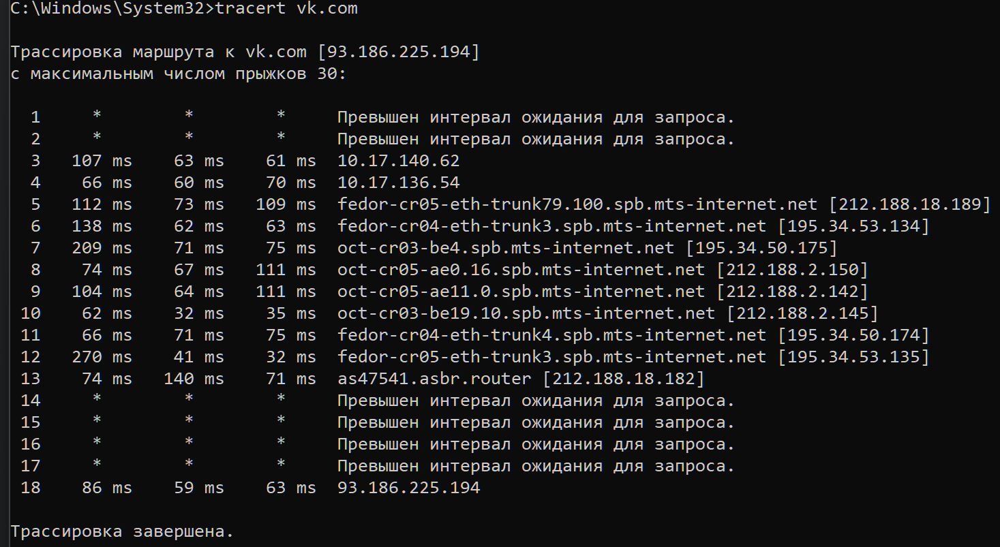 C:\Windows\System32>tracert vk.com
Трассировка маршрута к vk.com [93.186.225.194]
с максимальным числом прыжков 30:
1 * * * Превышен интервал ожидания для запроса.
2 * * * Превышен интервал ожидания для запроса.
3 107 ms 63 ms 61 ms 10.17.140.62
4 66 ms 60 ms 70 ms 10.17.136.54
5 112 ms 73 ms 109 ms fedor-cr05-eth-trunk79.100.spb.mts-internet.net [212.188.18.189]
6 138 ms 62 ms 63 ms fedor-cr04-eth-trunk3.spb.mts-internet.net [195.34.53.134]
7 209 ms 71 ms 75 ms oct-cr03-be4.spb.mts-internet.net [195.34.50.175]
8 74 ms 67 ms 111 ms oct-cr05-ae0.16.spb.mts-internet.net [212.188.2.150]
9 104 ms 64 ms 111 ms oct-cr05-ae11.0.spb.mts-internet.net [212.188.2.142]
10 62 ms 32 ms 35 ms oct-cr03-be19.10.spb.mts-internet.net [212.188.2.145]
11 66 ms 71 ms 75 ms fedor-cr04-eth-trunk4.spb.mts-internet.net [195.34.50.174]
12 270 ms 41 ms 32 ms fedor-cr05-eth-trunk3.spb.mts-internet.net [195.34.53.135]
13 74 ms 140 ms 71 ms as47541.asbr.router [212.188.18.182]
14 * * * Превышен интервал ожидания для запроса.
15 * * * Превышен интервал ожидания для запроса.
16 * * * Превышен интервал ожидания для запроса.
17 * * * Превышен интервал ожидания для запроса.
18 86 ms 59 ms 63 ms 93.186.225.194
Трассировка завершена.